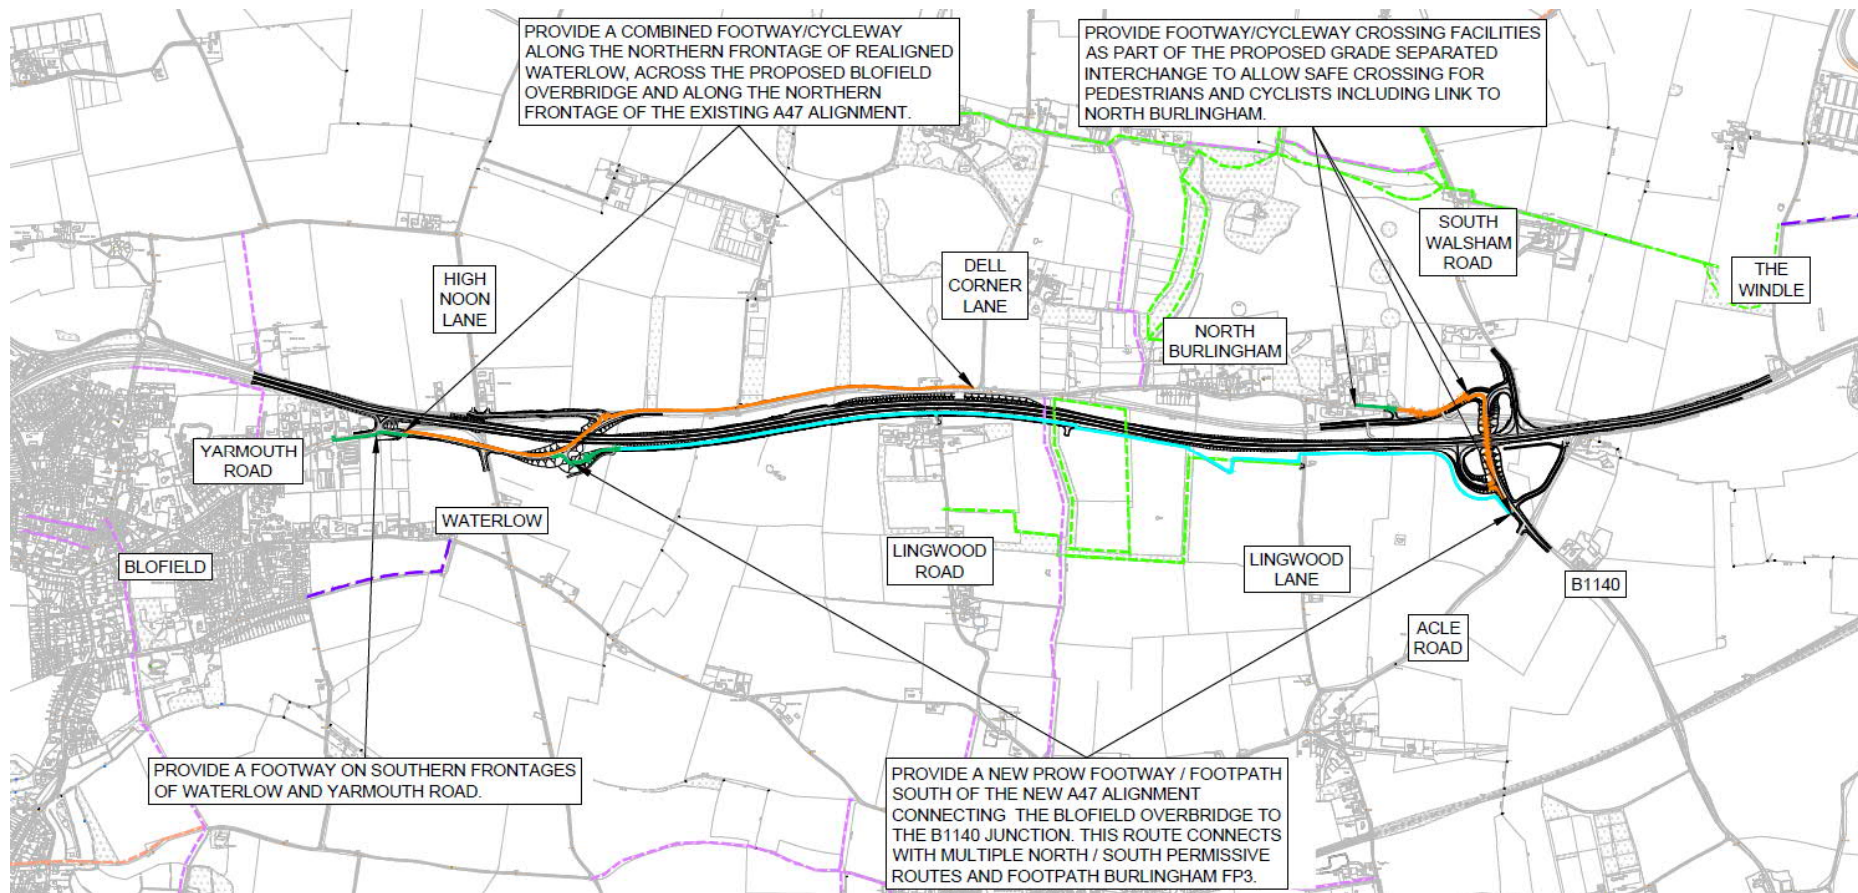 PROVIDE A COMBINED FOOTWAY/CYCLEWAY
ALONG THE NORTHERN FRONTAGE OF REALIGNED
WATERLOW, ACROSS THE PROPOSED BLOFIELD
OVERBRIDGE AND ALONG THE NORTHERN
FRONTAGE OF THE EXISTING A47 ALIGNMENT.
PROVIDE FOOTWAY/CYCLEWAY CROSSING FACILITIES
AS PART OF THE PROPOSED GRADE SEPARATED
INTERCHANGE TO ALLOW SAFE CROSSING FOR
PEDESTRIANS AND CYCLISTS INCLUDING LINK TO
NORTH BURLINGHAM.
HIGH
NOON
LANE
DELL
CORNER
LANE
SOUTH
WALSHAM
ROAD
THE
WINDLE
NORTH
BURLINGHAM
YARMOUTH
ROAD
WATERLOW
BLOFIELD
LINGWOOD
ROAD
LINGWOOD
LANE
B1140
ACLE
ROAD
PROVIDE A FOOTWAY ON SOUTHERN FRONTAGES
OF WATERLOW AND YARMOUTH ROAD.
PROVIDE A NEW PROW FOOTWAY / FOOTPATH
SOUTH OF THE NEW A47 ALIGNMENT
CONNECTING THE BLOFIELD OVERBRIDGE TO
THE B1140 JUNCTION. THIS ROUTE CONNECTS
WITH MULTIPLE NORTH / SOUTH PERMISSIVE
ROUTES AND FOOTPATH BURLINGHAM FP3.